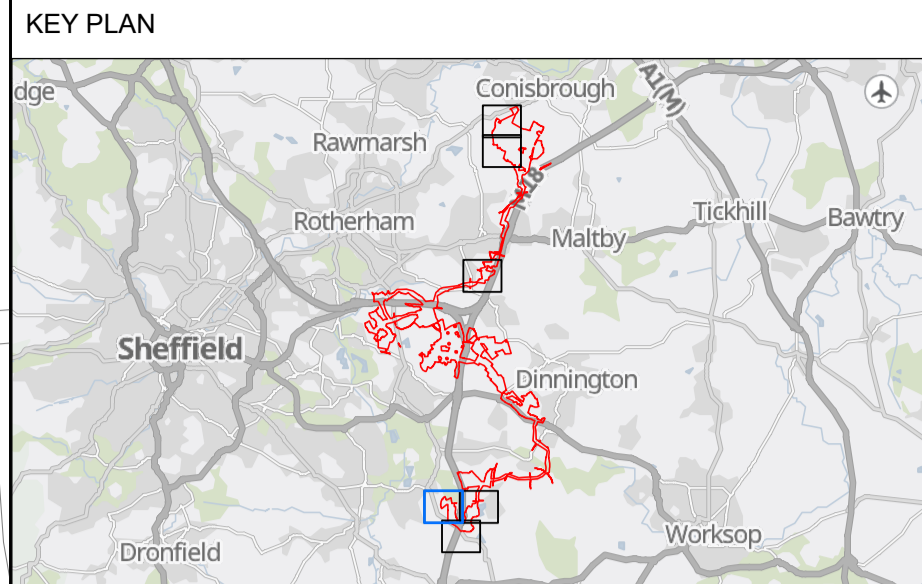 KEY PLAN
dge
Conisbrough
A1(M)
Rawmarsh
M18
Rotherham
Tickhill
Maltby
Bawtry
Sheffield
Dinnington
Worksop
Dronfield